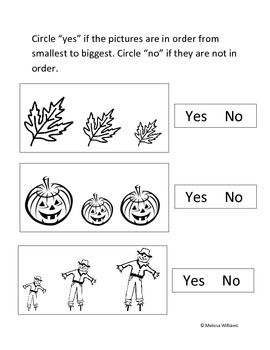 Circle “yes” if the pictures are in order from
smallest to biggest. Circle “no” if they are not in
order.
Yes No
Yes No
Yes No
© Melissa Williams